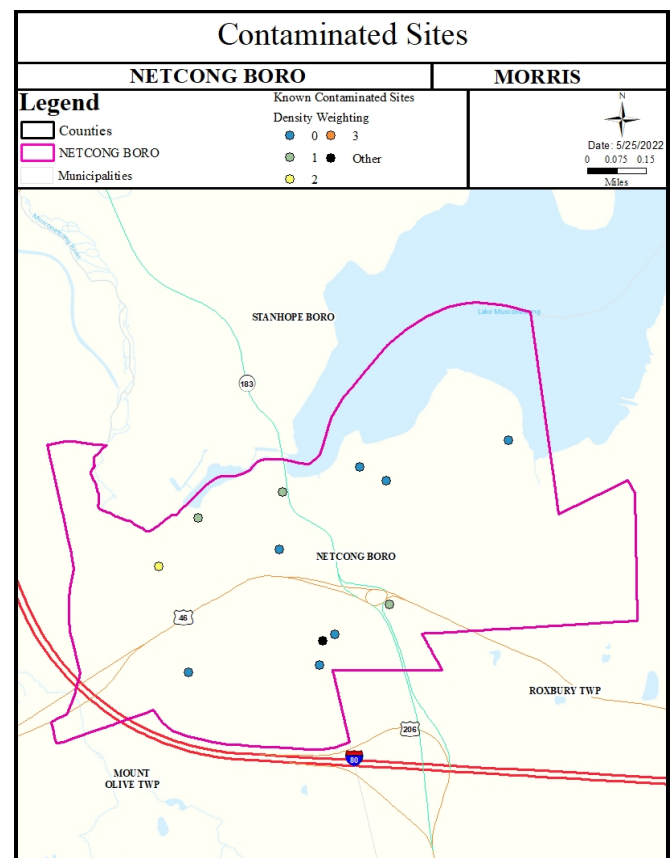 Contaminated Sites
NETCONG BORO
MORRIS
Legend
Counties
NETCONG BORO
Municipalities
Known Contaminated Sites
Density Weighting
0 3
1 Other
2
N
Date: 5/25/2022
0 0.075 0.15
Miles
Musconetcong River
STANHOPE BORO
Lake Musconetcong
183
NETCONG BORO
46
ROXBURY TWP
206
80
MOUNT
OLIVE TWP